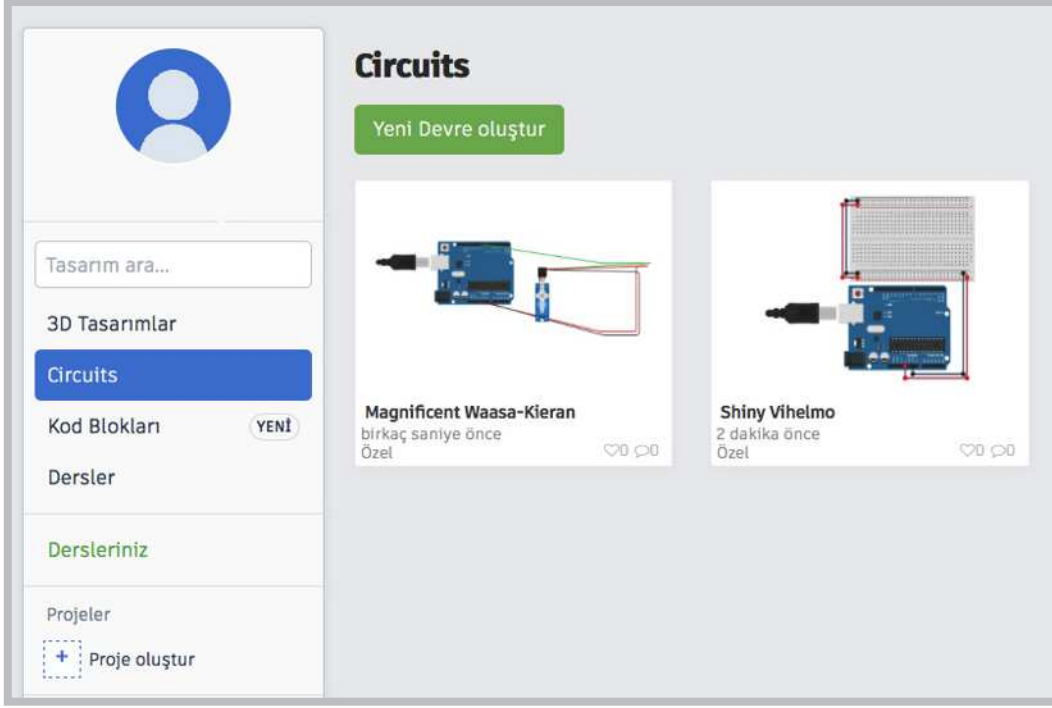 Tasarım ara...
3D Tasarımlar
Circuits
Kod Blokları YENİ
Dersler
Dersleriniz
Projeler
+ Proje oluştur
Circuits
Yeni Devre oluştur
Magnificent Waasa-Kieran
birkaç saniye önce
Özel 0 0
Shiny Vihelmo
2 dakika önce
Özel 0 0